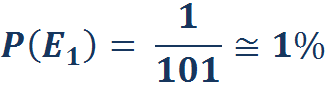 P(E₁) = 1/101 ≅ 1%